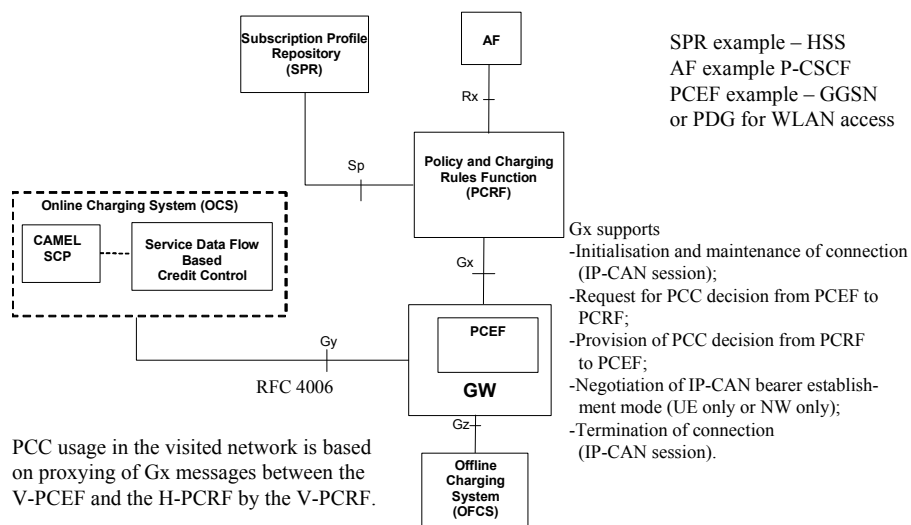 Subscription Profile
Repository
(SPR)
AF
SPR example – HSS
AF example P-CSCF
PCEF example – GGSN
or PDG for WLAN access
Rx
Sp
Policy and Charging
Rules Function
(PCRF)
Online Charging System (OCS)
CAMEL
SCP
Service Data Flow
Based
Credit Control
Gx
Gx supports
-Initialisation and maintenance of connection
(IP-CAN session);
-Request for PCC decision from PCEF to
PCRF;
-Provision of PCC decision from PCRF
to PCEF;
-Negotiation of IP-CAN bearer establish-
ment mode (UE only or NW only);
-Termination of connection
(IP-CAN session).
PCEF
GW
Gy
RFC 4006
Gz
Offline
Charging
System
(OFCS)
PCC usage in the visited network is based
on proxying of Gx messages between the
V-PCEF and the H-PCRF by the V-PCRF.